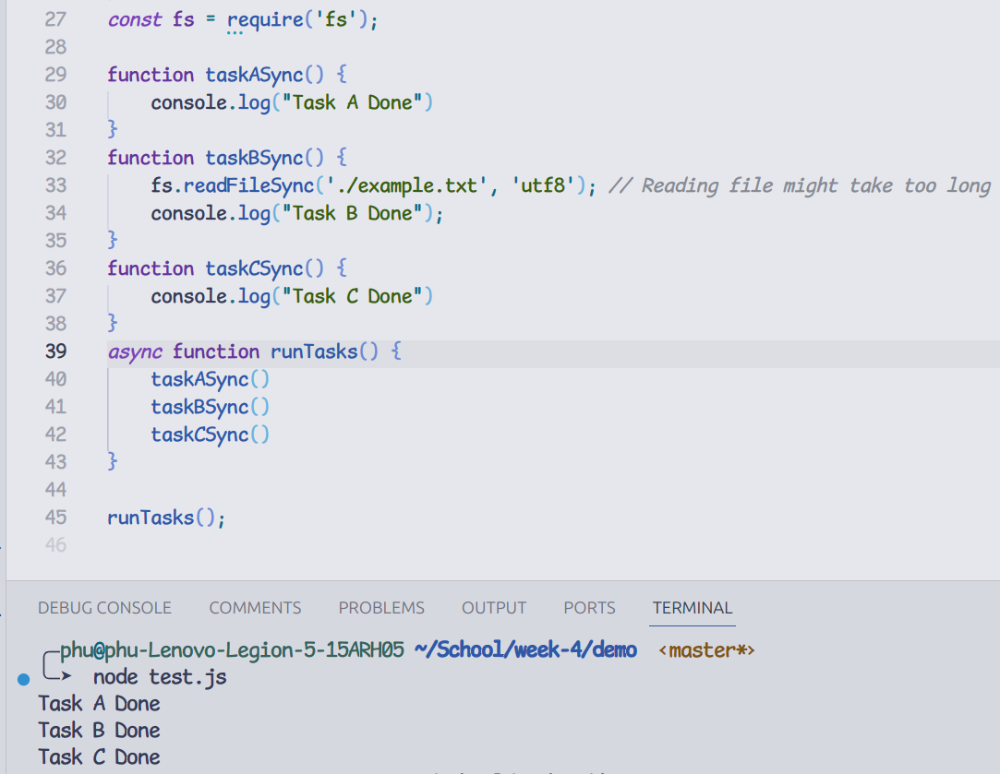 27 const fs = require('fs');
28
29 function taskASync() {
30 console.log("Task A Done")
31 }
32 function taskBSync() {
33 fs.readFileSync('./example.txt', 'utf8'); // Reading file might take too long
34 console.log("Task B Done");
35 }
36 function taskCSync() {
37 console.log("Task C Done")
38 }
39 async function runTasks() {
40 taskASync()
41 taskBSync()
42 taskCSync()
43 }
44
45 runTasks();
46
DEBUG CONSOLE COMMENTS PROBLEMS OUTPUT PORTS TERMINAL
phu@phu-Lenovo-Legion-5-15ARH05 ~/School/week-4/demo <master*>
node test.js
Task A Done
Task B Done
Task C Done